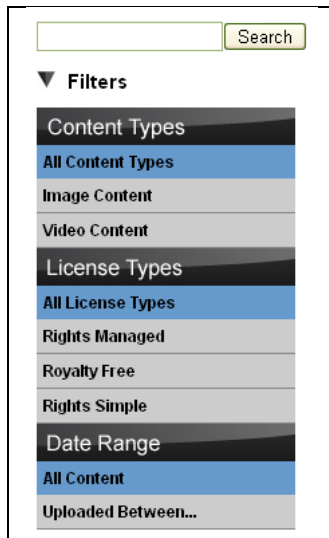 Search
Filters
Content Types
All Content Types
Image Content
Video Content
License Types
All License Types
Rights Managed
Royalty Free
Rights Simple
Date Range
All Content
Uploaded Between...